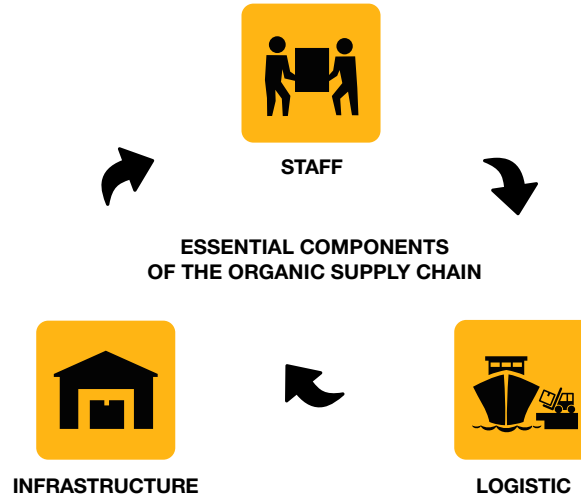 STAFF
ESSENTIAL COMPONENTS
OF THE ORGANIC SUPPLY CHAIN
INFRASTRUCTURE
LOGISTIC